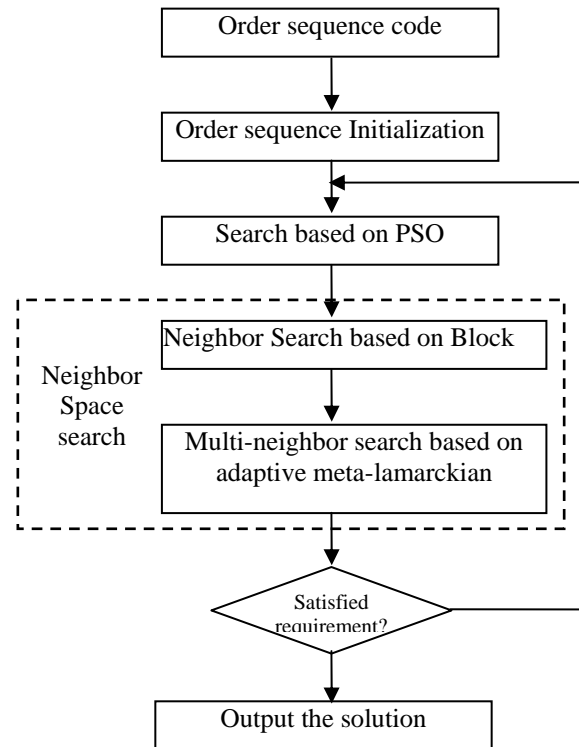 Order sequence code
Order sequence Initialization
Search based on PSO
Neighbor Search based on Block
Neighbor
Space
search
Multi-neighbor search based on
adaptive meta-lamarckian
Satisfied
requirement?
Output the solution